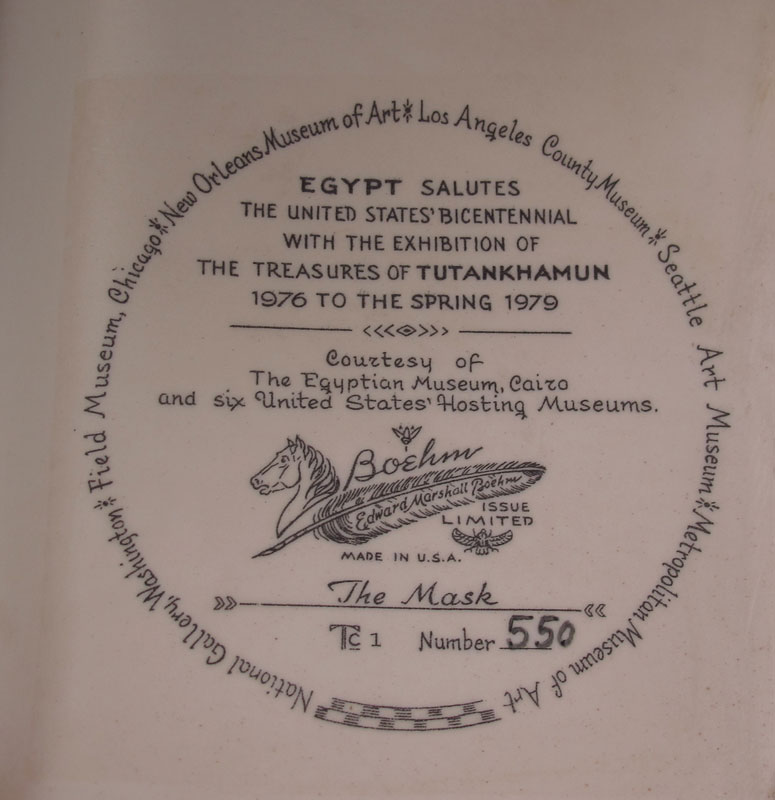 National Gallery, Washington * Field Museum, Chicago * New Orleans Museum of Art * Los Angeles County Museum * Seattle Art Museum * Metropolitan Museum of Art
EGYPT SALUTES
THE UNITED STATES' BICENTENNIAL
WITH THE EXHIBITION OF
THE TREASURES OF TUTANKHAMUN
1976 TO THE SPRING 1979
Courtesy of
The Egyptian Museum, Cairo
and six United States' Hosting Museums.
Boehm
Edward Marshall Boehm
ISSUE
LIMITED
MADE IN U.S.A.
The Mask
TC 1 Number 550